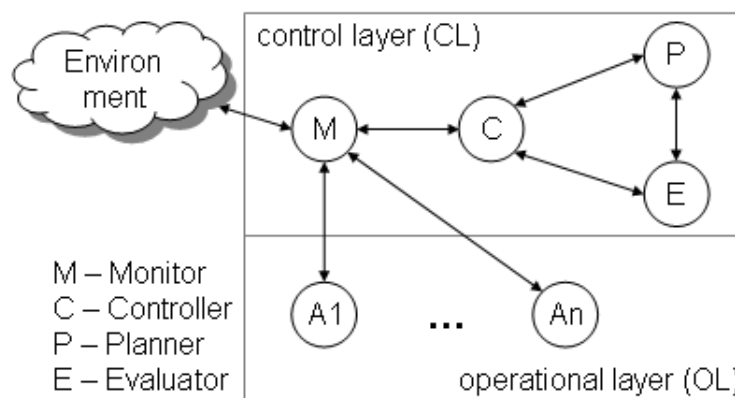 control layer (CL)
Environ
ment
P
M
C
E
M – Monitor
C – Controller
P – Planner
E – Evaluator
A1
...
An
operational layer (OL)